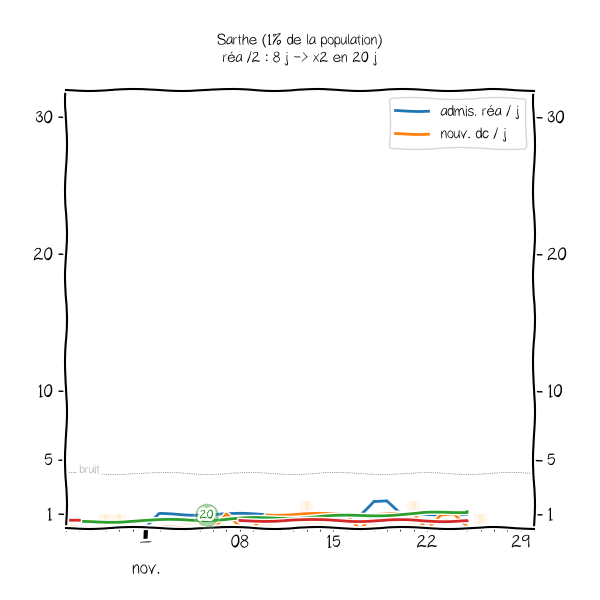 Sarthe (1% de la population)
réa /2 : 8 j -> x2 en 20 j
admis. réa / j
nouv. dc / j
30
30
20
20
10
10
5
5
bruit
20
1
1
1
08
15
22
29
nov.